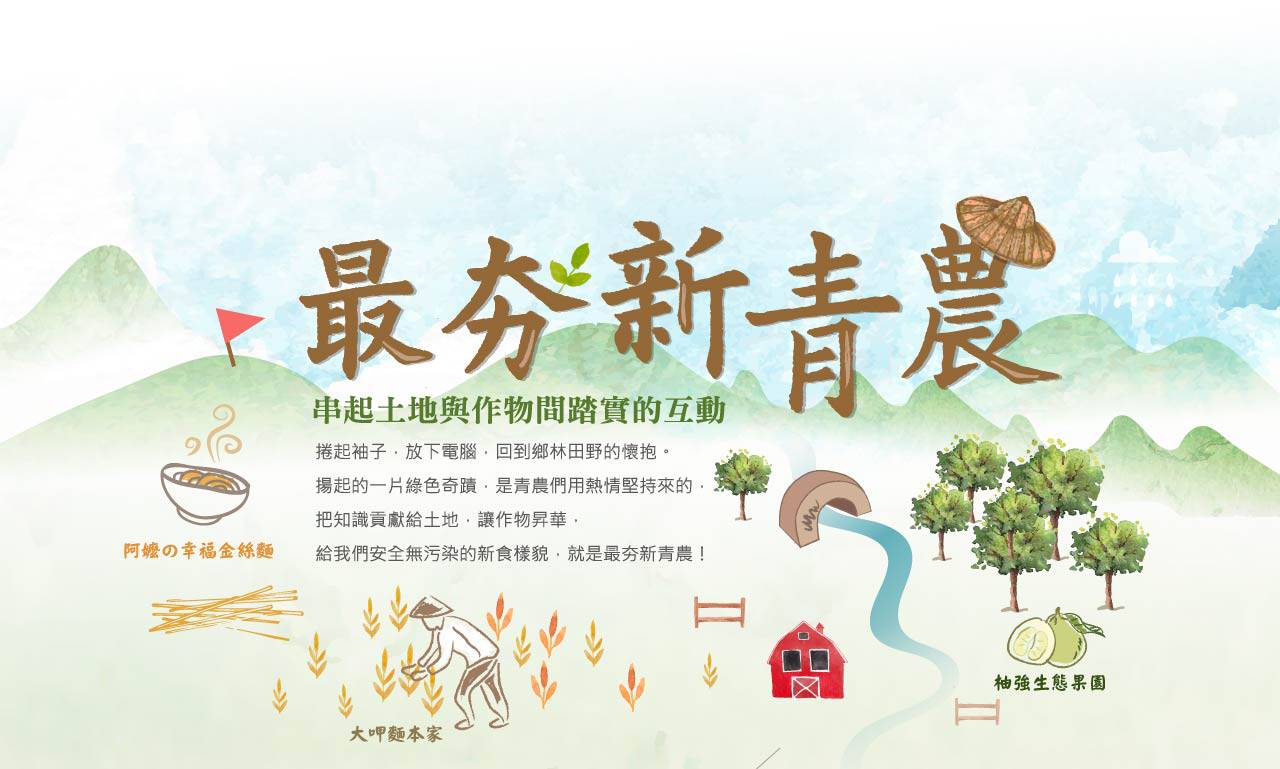 最夯新青農
串起土地與作物間踏實的互動
捲起袖子，放下電腦，回到鄉林田野的懷抱。
揚起的一片綠色奇蹟，是青農們用熱情堅持來的，
把知識貢獻給土地，讓作物昇華，
給我們安全無污染的新食樣貌，就是最夯新青農！
阿嬤の幸福金絲麵
柚強生態果園
大呷麵本家